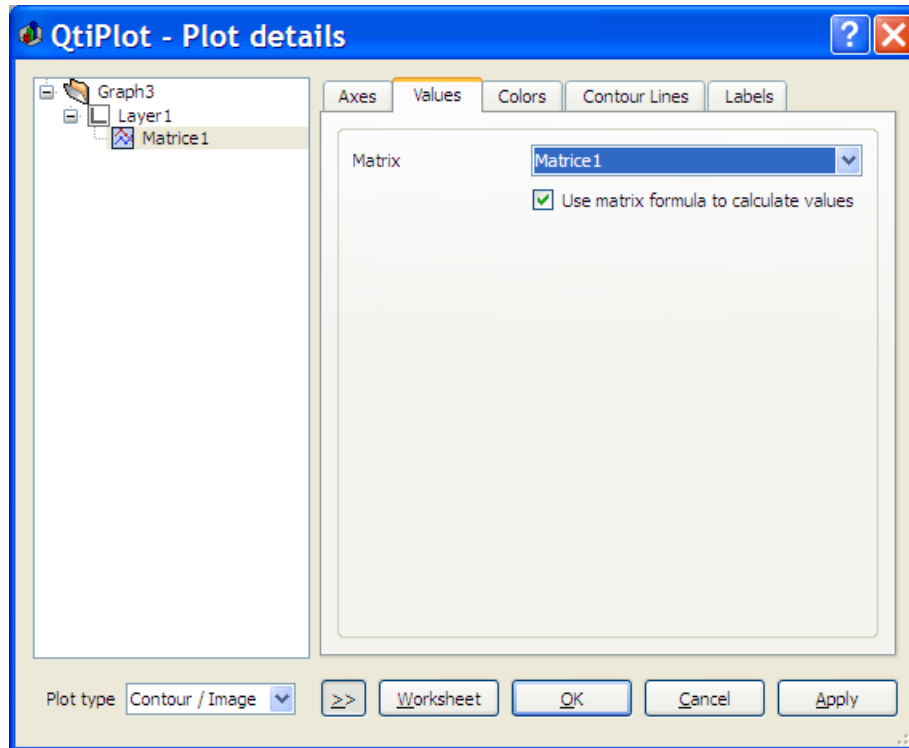 QtiPlot - Plot details
Graph3
Layer1
Matrice1
Axes Values Colors Contour Lines Labels
Matrix Matrice1
Use matrix formula to calculate values
Plot type Contour / Image >> Worksheet OK Cancel Apply